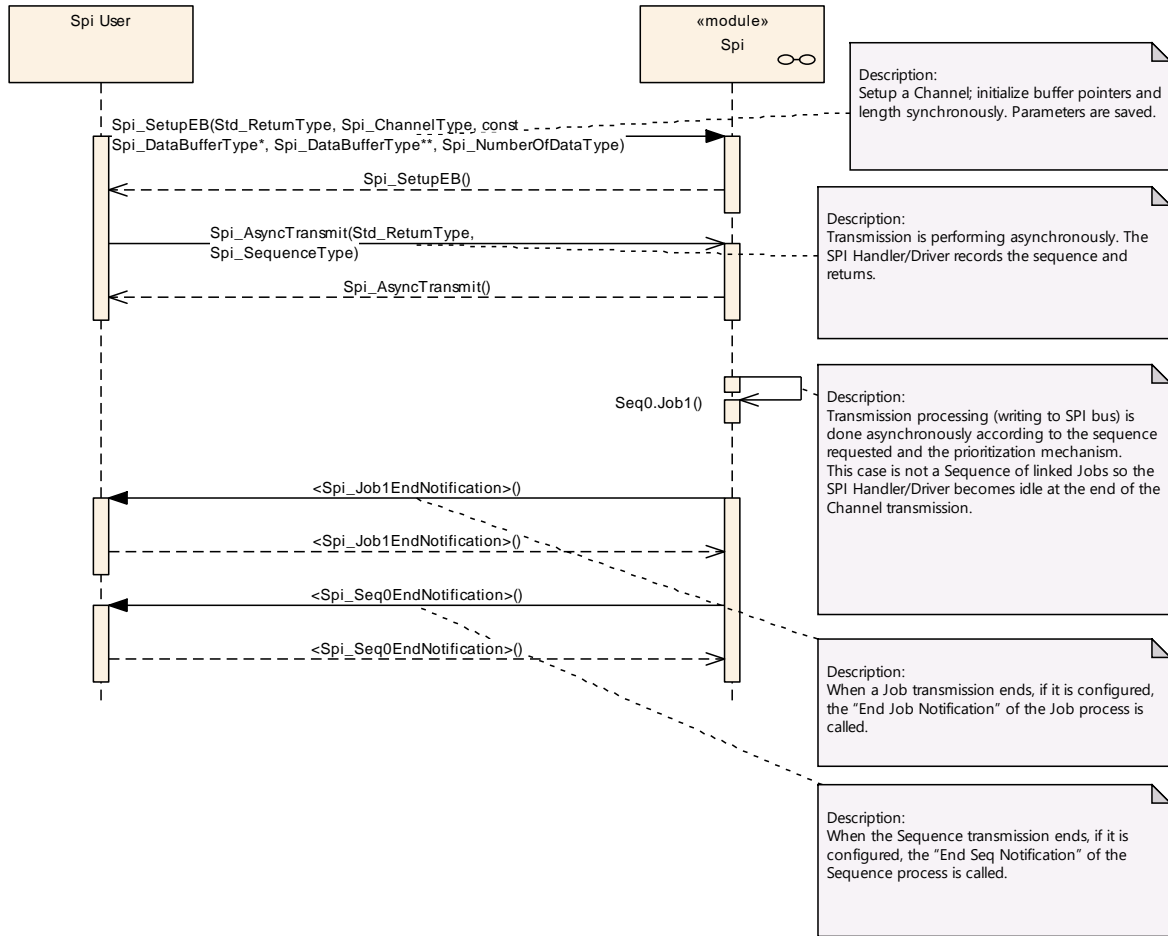 Spi User
«module»
Spi
Description:
Setup a Channel; initialize buffer pointers and
length synchronously. Parameters are saved.
Spi_SetupEB(Std_ReturnType, Spi_ChannelType, const
Spi_DataBufferType*, Spi_DataBufferType**, Spi_NumberOfDataType)
Spi_SetupEB()
Description:
Transmission is performing asynchronously. The
SPI Handler/Driver records the sequence and
returns.
Spi_AsyncTransmit(Std_ReturnType,
Spi_SequenceType)
Spi_AsyncTransmit()
Seq0.Job1()
Description:
Transmission processing (writing to SPI bus) is
done asynchronously according to the sequence
requested and the prioritization mechanism.
This case is not a Sequence of linked Jobs so the
SPI Handler/Driver becomes idle at the end of the
Channel transmission.
<Spi_Job1EndNotification>()
<Spi_Job1EndNotification>()
<Spi_Seq0EndNotification>()
<Spi_Seq0EndNotification>()
Description:
When a Job transmission ends, if it is configured,
the "End Job Notification" of the Job process is
called.
Description:
When the Sequence transmission ends, if it is
configured, the "End Seq Notification" of the
Sequence process is called.